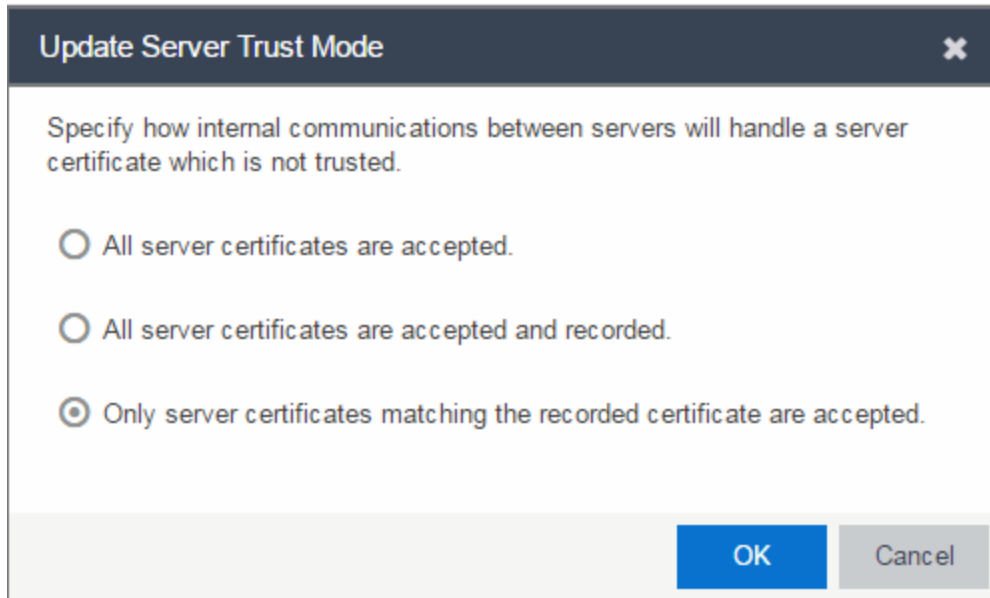 Update Server Trust Mode
Specify how internal communications between servers will handle a server
certificate which is not trusted.
All server certificates are accepted.
All server certificates are accepted and recorded.
Only server certificates matching the recorded certificate are accepted.
OK Cancel